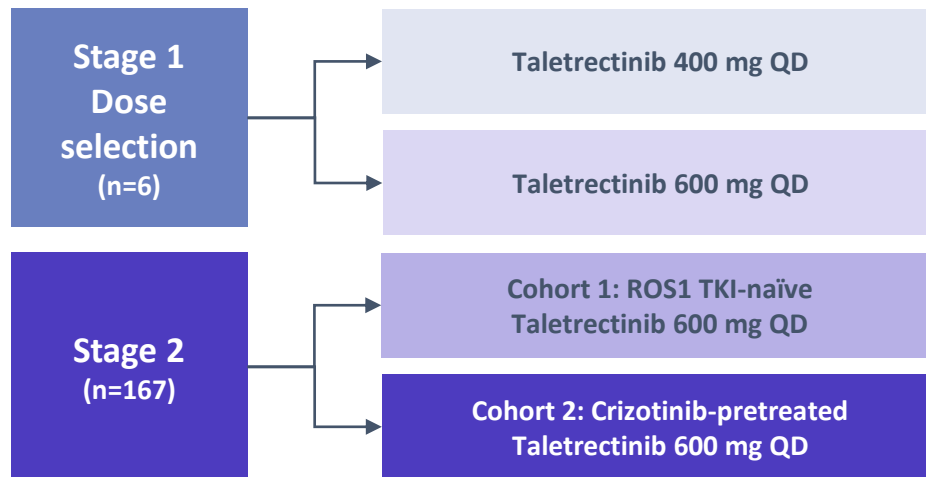 Stage 1
Dose
selection
(n=6)
Taletrectinib 400 mg QD
Taletrectinib 600 mg QD
Stage 2
(n=167)
Cohort 1: ROS1 TKI-naïve
Taletrectinib 600 mg QD
Cohort 2: Crizotinib-pretreated
Taletrectinib 600 mg QD